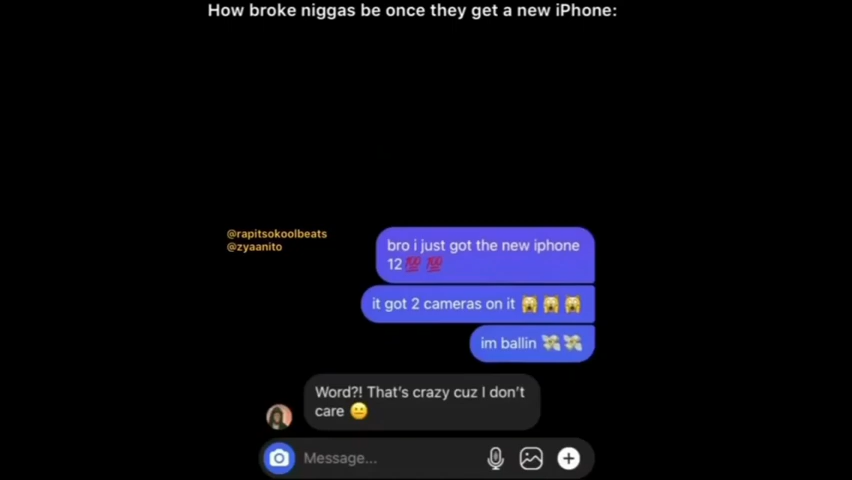 How broke niggas be once they get a new iPhone:
@rapitsokoolbeats
@zyaanito
bro i just got the new iphone
12💯 💯
it got 2 cameras on it 🙀 🙀 🙀
im ballin 💸💸
Word?! That's crazy cuz I don't
care 😐
Message...